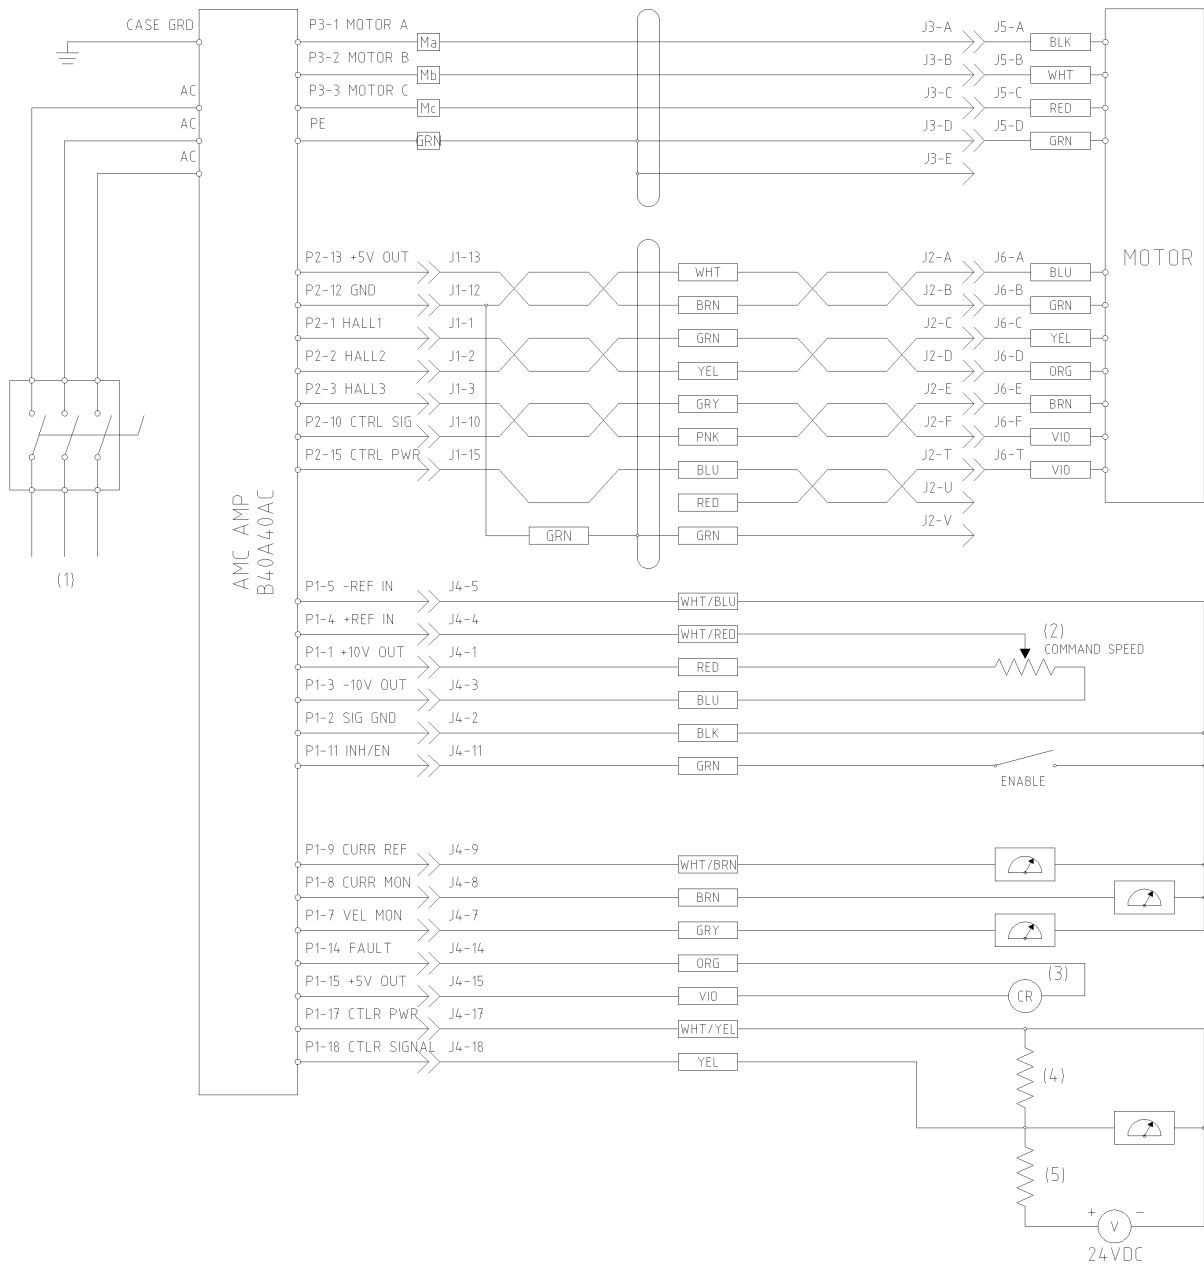 CASE GRD
P3-1 MOTOR A
Ma
J3-A
J5-A
BLK
P3-2 MOTOR B
Mb
J3-B
J5-B
WHT
AC
P3-3 MOTOR C
Mc
J3-C
J5-C
RED
AC
PE
GRN
J3-D
J5-D
GRN
AC
J3-E
MOTOR
P2-13 +5V OUT
J1-13
WHT
J2-A
J6-A
BLU
P2-12 GND
J1-12
BRN
J2-B
J6-B
GRN
P2-1 HALL1
J1-1
GRN
J2-C
J6-C
YEL
P2-2 HALL2
J1-2
YEL
J2-D
J6-D
ORG
P2-3 HALL3
J1-3
GRY
J2-E
J6-E
BRN
P2-10 CTRL SIG
J1-10
PNK
J2-F
J6-F
VIO
P2-15 CTRL PWR
J1-15
BLU
J2-T
J6-T
VIO
RED
J2-U
GRN
GRN
J2-V
AMC AMP
B40A40AC
(1)
P1-5 -REF IN
J4-5
WHT/BLU
P1-4 +REF IN
J4-4
WHT/RED
(2)
COMMAND SPEED
P1-1 +10V OUT
J4-1
RED
P1-3 -10V OUT
J4-3
BLU
P1-2 SIG GND
J4-2
BLK
P1-11 INH/EN
J4-11
GRN
ENABLE
P1-9 CURR REF
J4-9
WHT/BRN
P1-8 CURR MON
J4-8
BRN
P1-7 VEL MON
J4-7
GRY
P1-14 FAULT
J4-14
ORG
P1-15 +5V OUT
J4-15
VIO
CR
(3)
P1-17 CTLR PWR
J4-17
WHT/YEL
P1-18 CTLR SIGNAL
J4-18
YEL
(4)
(5)
+
V
-
24VDC